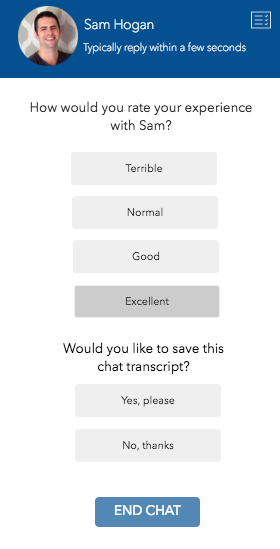 Sam Hogan
Typically reply within a few seconds
How would you rate your experience
with Sam?
Terrible
Normal
Good
Excellent
Would you like to save this
chat transcript?
Yes, please
No, thanks
END CHAT